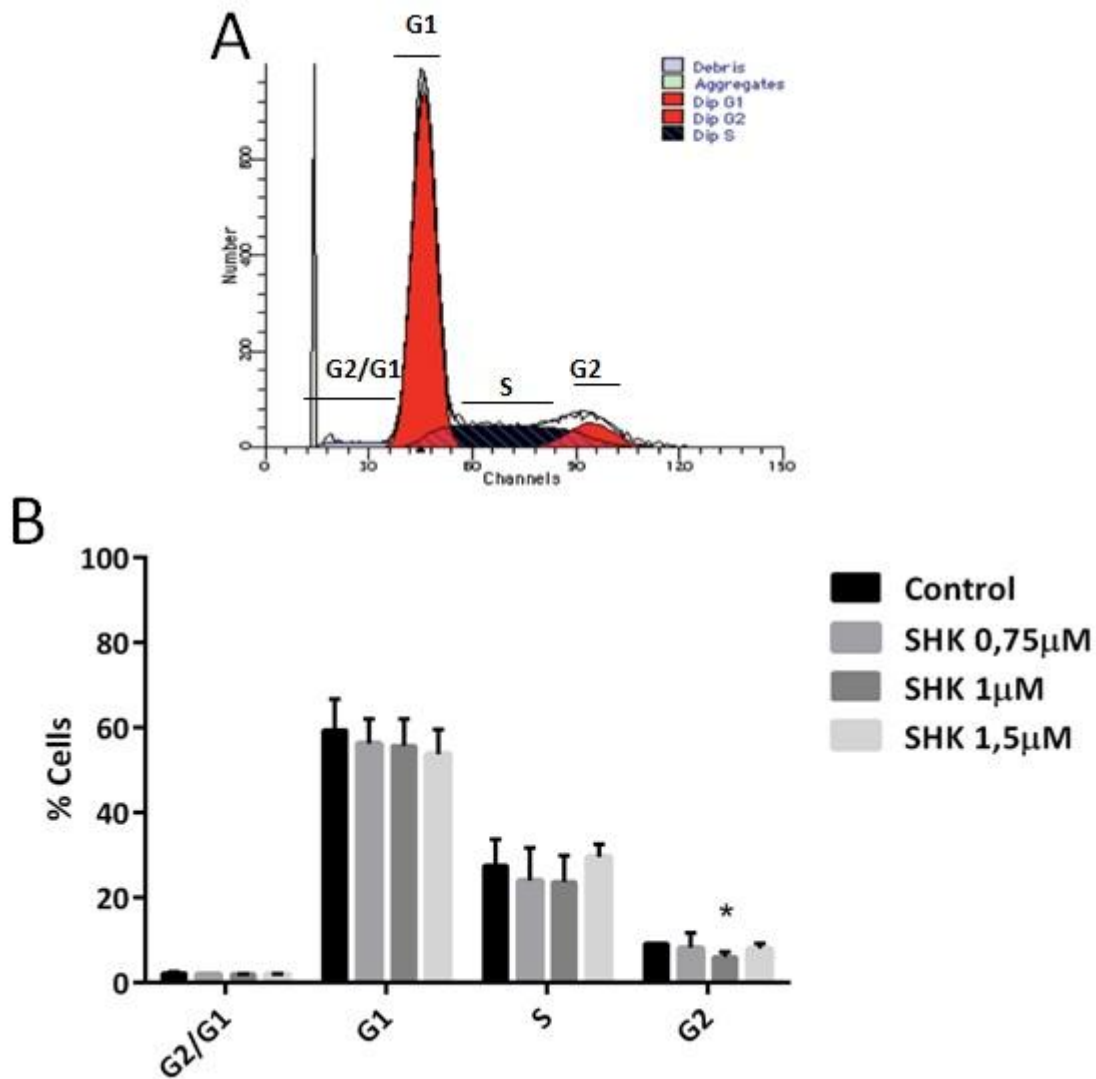 A
G1
Debris
Aggregates
Dip G1
Dip G2
Dip S
Number
600
400
200
0
G2/G1
S
G2
0 30 60 90 120 150
Channels
B
% Cells
100
80
60
40
20
0
*
G2/G1 G1 S G2
Control
SHK 0,75μM
SHK 1μM
SHK 1,5μM